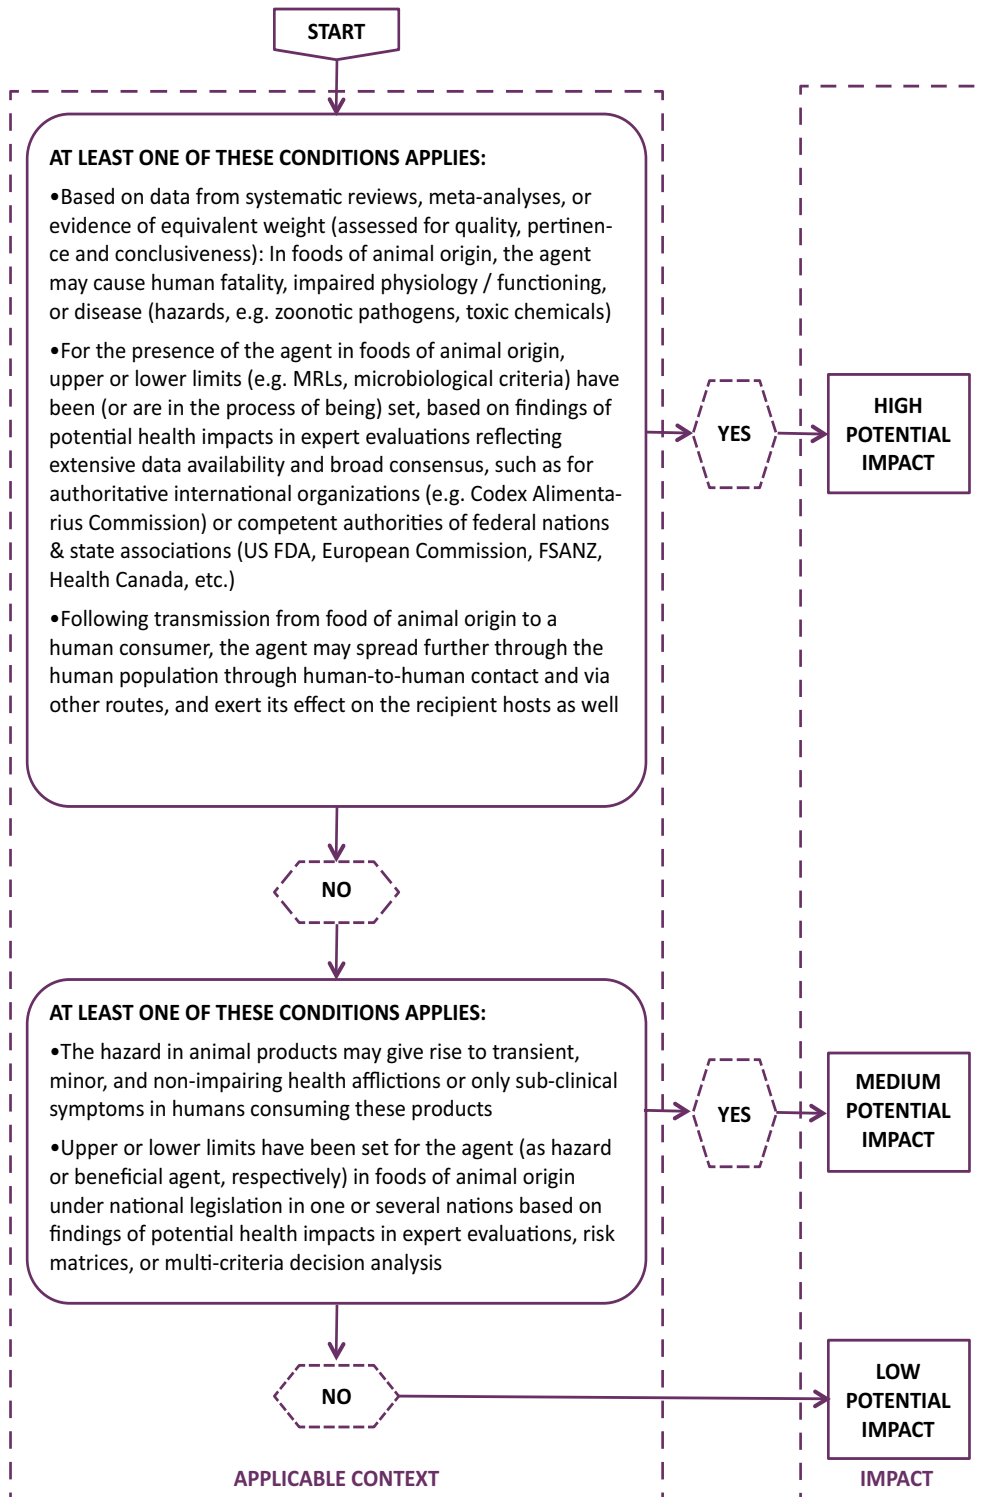 START
AT LEAST ONE OF THESE CONDITIONS APPLIES:
•Based on data from systematic reviews, meta-analyses, or
evidence of equivalent weight (assessed for quality, pertinen-
ce and conclusiveness): In foods of animal origin, the agent
may cause human fatality, impaired physiology / functioning,
or disease (hazards, e.g. zoonotic pathogens, toxic chemicals)
•For the presence of the agent in foods of animal origin,
upper or lower limits (e.g. MRLs, microbiological criteria) have
been (or are in the process of being) set, based on findings of
potential health impacts in expert evaluations reflecting
extensive data availability and broad consensus, such as for
authoritative international organizations (e.g. Codex Alimenta-
rius Commission) or competent authorities of federal nations
& state associations (US FDA, European Commission, FSANZ,
Health Canada, etc.)
•Following transmission from food of animal origin to a
human consumer, the agent may spread further through the
human population through human-to-human contact and via
other routes, and exert its effect on the recipient hosts as well
YES
HIGH
POTENTIAL
IMPACT
NO
AT LEAST ONE OF THESE CONDITIONS APPLIES:
•The hazard in animal products may give rise to transient,
minor, and non-impairing health afflictions or only sub-clinical
symptoms in humans consuming these products
•Upper or lower limits have been set for the agent (as hazard
or beneficial agent, respectively) in foods of animal origin
under national legislation in one or several nations based on
findings of potential health impacts in expert evaluations, risk
matrices, or multi-criteria decision analysis
YES
MEDIUM
POTENTIAL
IMPACT
NO
LOW
POTENTIAL
IMPACT
APPLICABLE CONTEXT
IMPACT